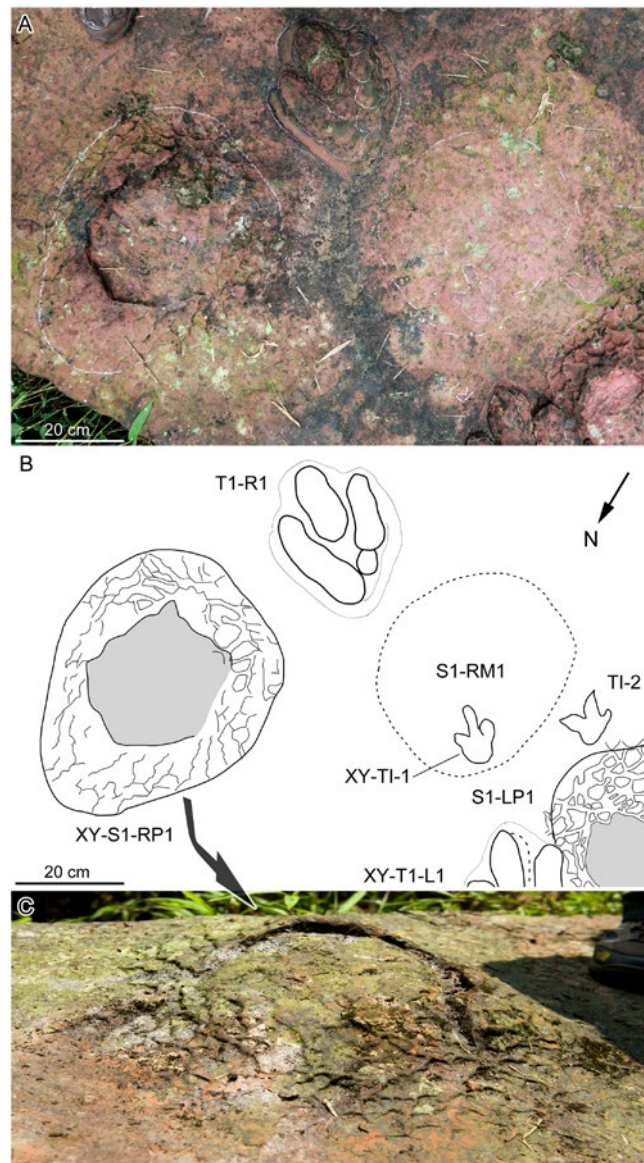 A
20 cm
B
T1-R1
N
S1-RM1
TI-2
XY-TI-1
S1-LP1
XY-S1-RP1
XY-T1-L1
20 cm
C